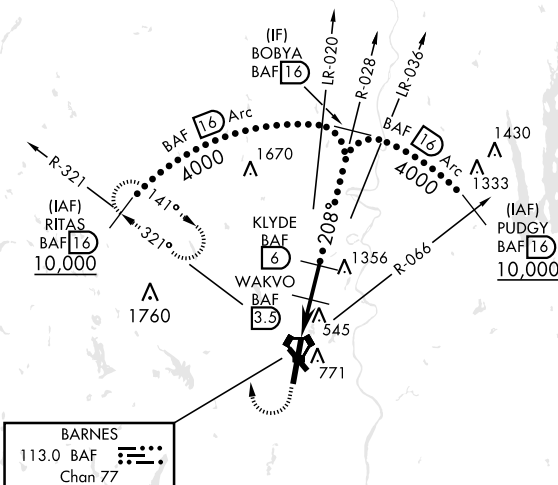 (IF)
BOBYA
BAF 16
LR-020
R-028
LR-036
BAF 16 Arc
4000
BAF 16 Arc
4000
1430
1333
1670
R-321
(IAF)
RITAS
BAF 16
10,000
141°
321°
KLYDE
BAF
6
208°
1356
R-066
(IAF)
PUDGY
BAF 16
10,000
WAKVO
BAF
3.5
1760
545
771
BARNES
113.0 BAF
Chan 77